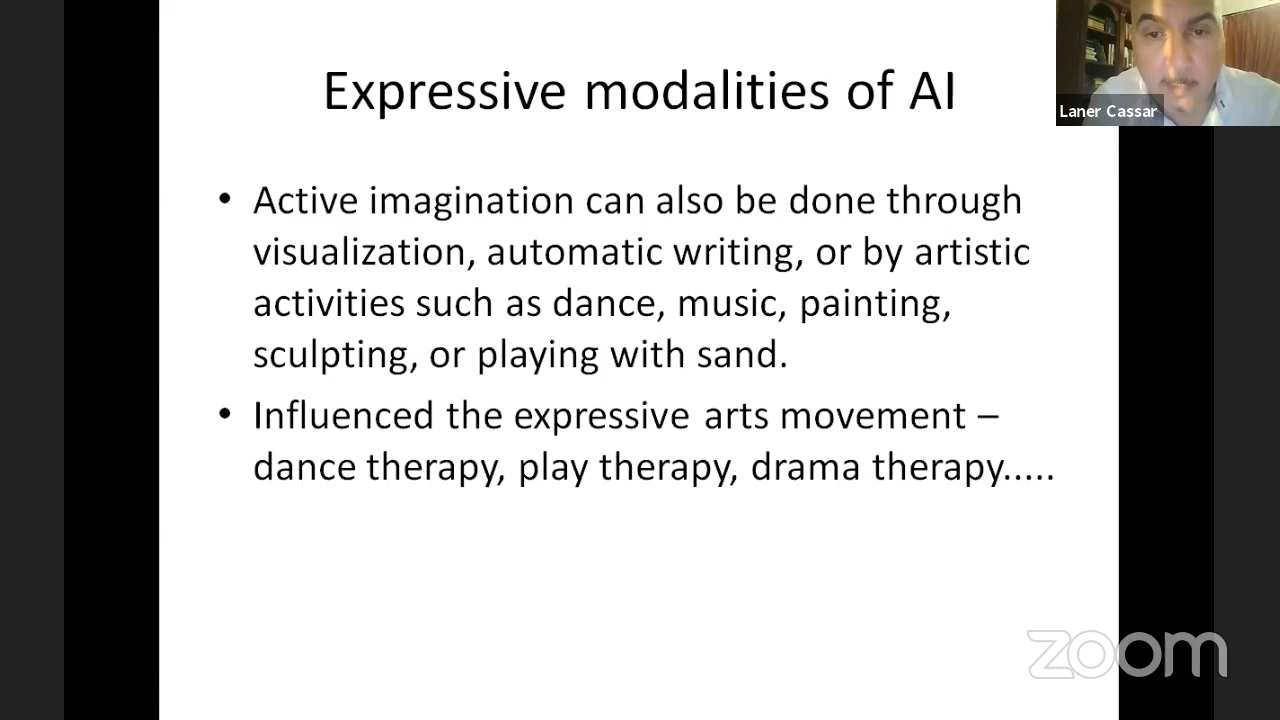 Expressive modalities of AI
Laner Cassar
• Active imagination can also be done through
visualization, automatic writing, or by artistic
activities such as dance, music, painting,
sculpting, or playing with sand.
• Influenced the expressive arts movement –
dance therapy, play therapy, drama therapy.....
zoom